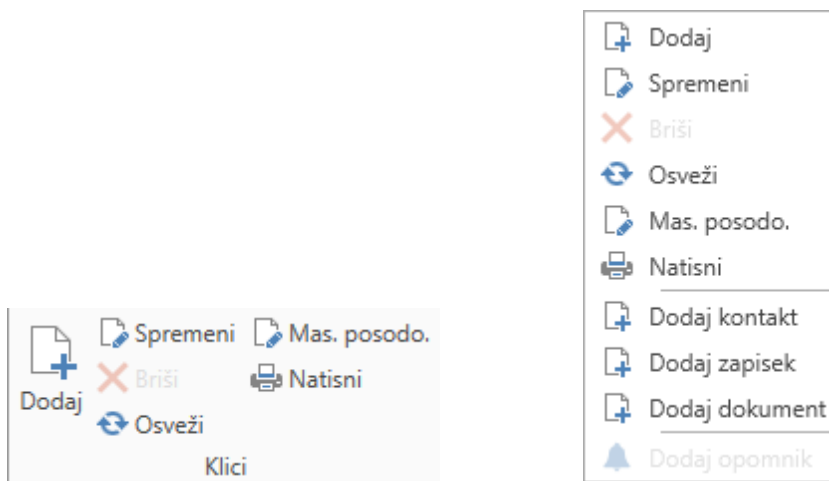 Dodaj
Spremeni
Briši
Osveži
Mas. posodo.
Natisni
Klici
Dodaj
Spremeni
Briši
Osveži
Mas. posodo.
Natisni
Dodaj kontakt
Dodaj zapisek
Dodaj dokument
Dodaj opomnik